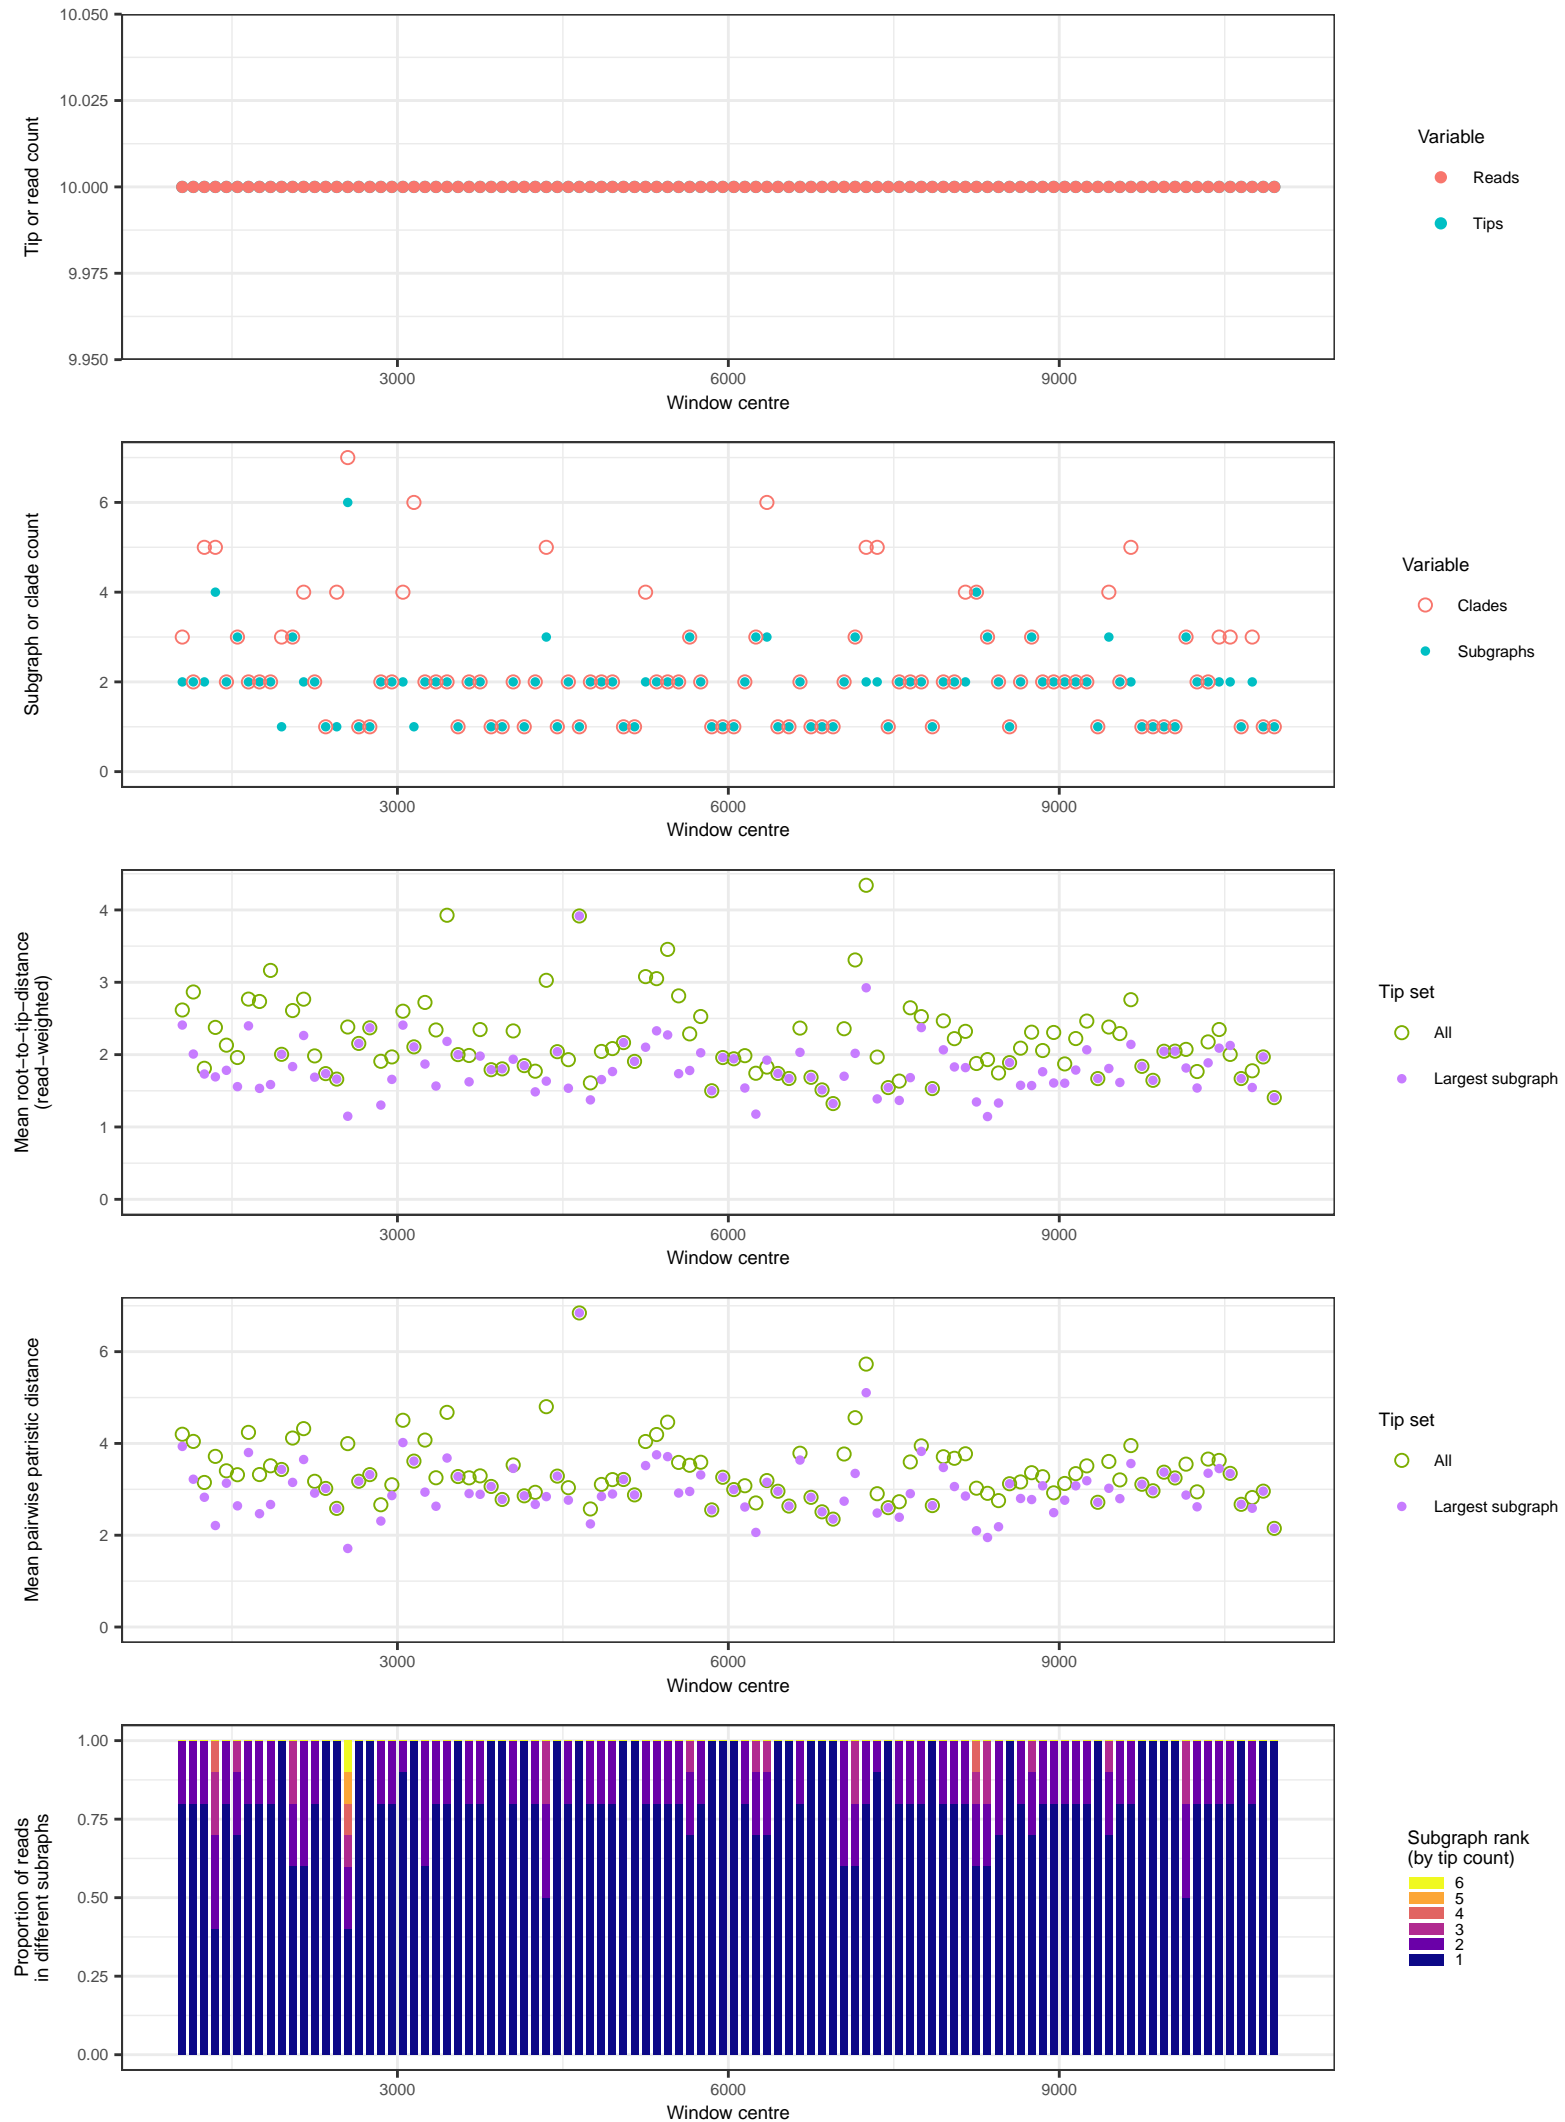 10.050
10.025
10.000
9.975
9.950
Tip or read count
3000 6000 9000
Window centre
Variable
Reads
Tips
6
4
2
0
Subgraph or clade count
3000 6000 9000
Window centre
Variable
Clades
Subgraphs
4
3
2
1
0
Mean root−to−tip−distance
(read−weighted)
3000 6000 9000
Window centre
Tip set
All
Largest subgraph
6
4
2
0
Mean pairwise patristic distance
3000 6000 9000
Window centre
Tip set
All
Largest subgraph
1.00
0.75
0.50
0.25
0.00
Proportion of reads
in different subraphs
3000 6000 9000
Window centre
Subgraph rank
(by tip count)
6
5
4
3
2
1